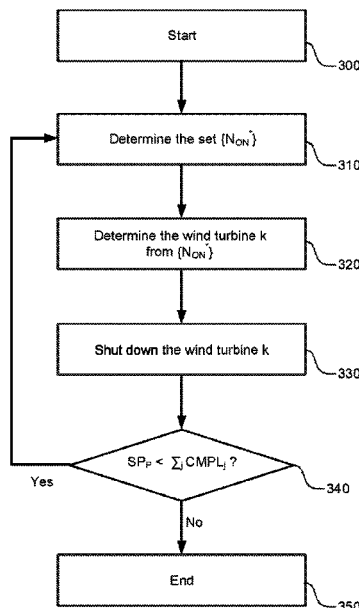 Start
300
Determine the set {N_ON^*}
310
Determine the wind turbine k
from {N_ON^*}
320
Shut down the wind turbine k
330
SP_P < ∑_j CMPL_j ?
340
Yes
No
End
350